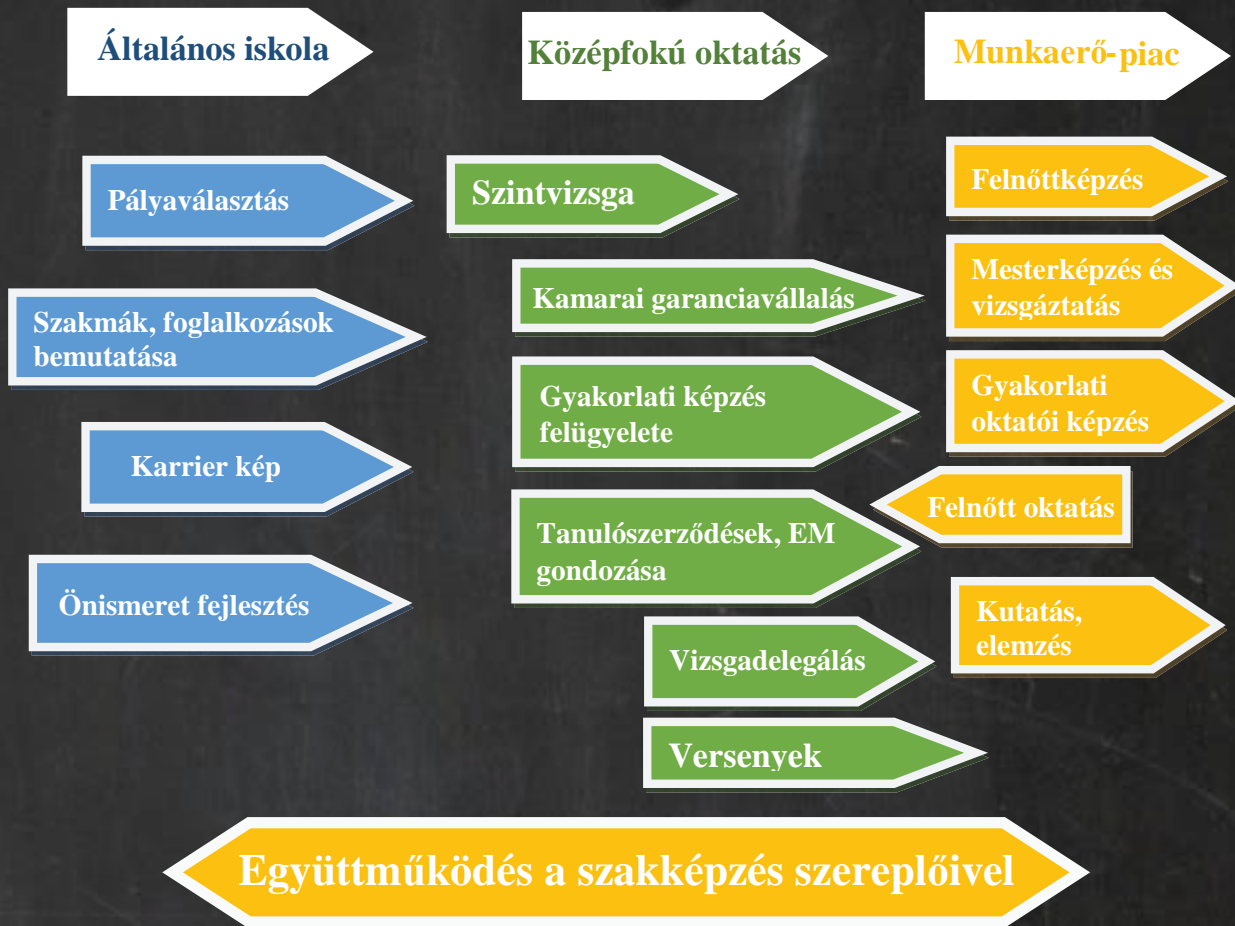 Általános iskola
Középfokú oktatás
Munkaerő-piac
Pályaválasztás
Szakmák, foglalkozások
bemutatása
Karrier kép
Önismeret fejlesztés
Szintvizsga
Kamarai garanciavállalás
Gyakorlati képzés
felügyelete
Tanulószerződések, EM
gondozása
Vizsgadelegálás
Versenyek
Felnőttképzés
Mesterképzés és
vizsgáztatás
Gyakorlati
oktatói képzés
Felnőtt oktatás
Kutatás,
elemzés
Együttműködés a szakképzés szereplőivel